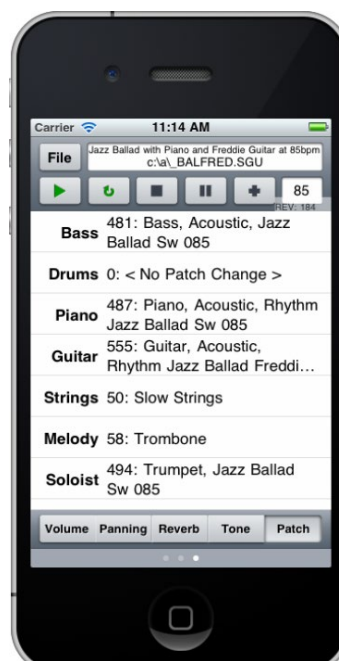 Carrier 11:14 AM
File
Jazz Ballad with Piano and Freddie Guitar at 85bpm
c:\a\_BALFRED.SGU
85
REV: 184
Bass 481: Bass, Acoustic, Jazz
Ballad Sw 085
Drums 0: < No Patch Change >
Piano 487: Piano, Acoustic, Rhythm
Jazz Ballad Sw 085
Guitar 555: Guitar, Acoustic,
Rhythm Jazz Ballad Freddi...
Strings 50: Slow Strings
Melody 58: Trombone
Soloist 494: Trumpet, Jazz Ballad
Sw 085
Volume Panning Reverb Tone Patch